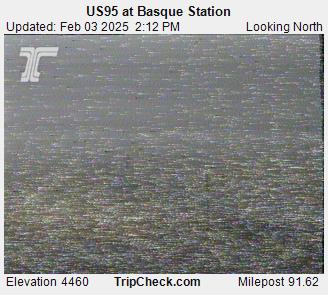 US95 at Basque Station
Updated: Feb 03 2025 2:12 PM Looking North
Elevation 4460 TripCheck.com Milepost 91.62